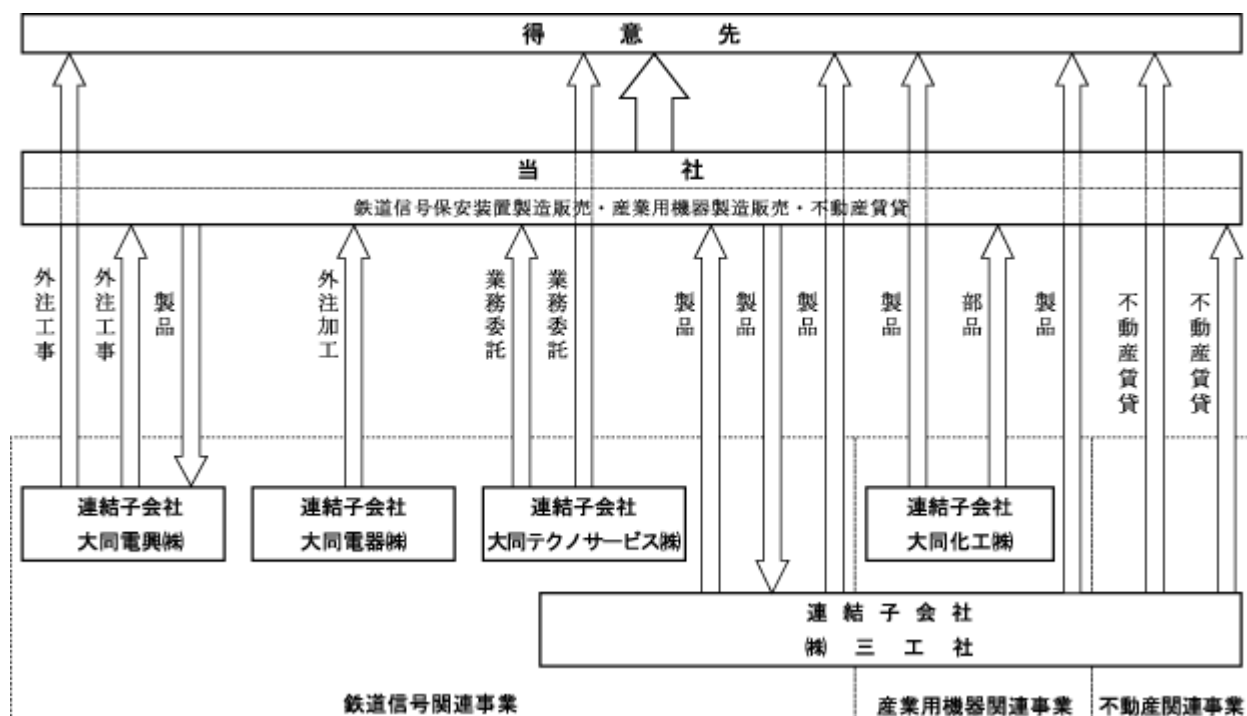 得意先
当社
鉄道信号保安装置製造販売・産業用機器製造販売・不動産賃貸
外注工事
外注工事
製品
外注加工
業務委託
業務委託
製品
製品
製品
製品
部品
製品
不動産賃貸
不動産賃貸
連結子会社
大同電興㈱
連結子会社
大同電器㈱
連結子会社
大同テクノサービス㈱
連結子会社
大同化工㈱
連結子会社
㈱三工社
鉄道信号関連事業
産業用機器関連事業
不動産関連事業